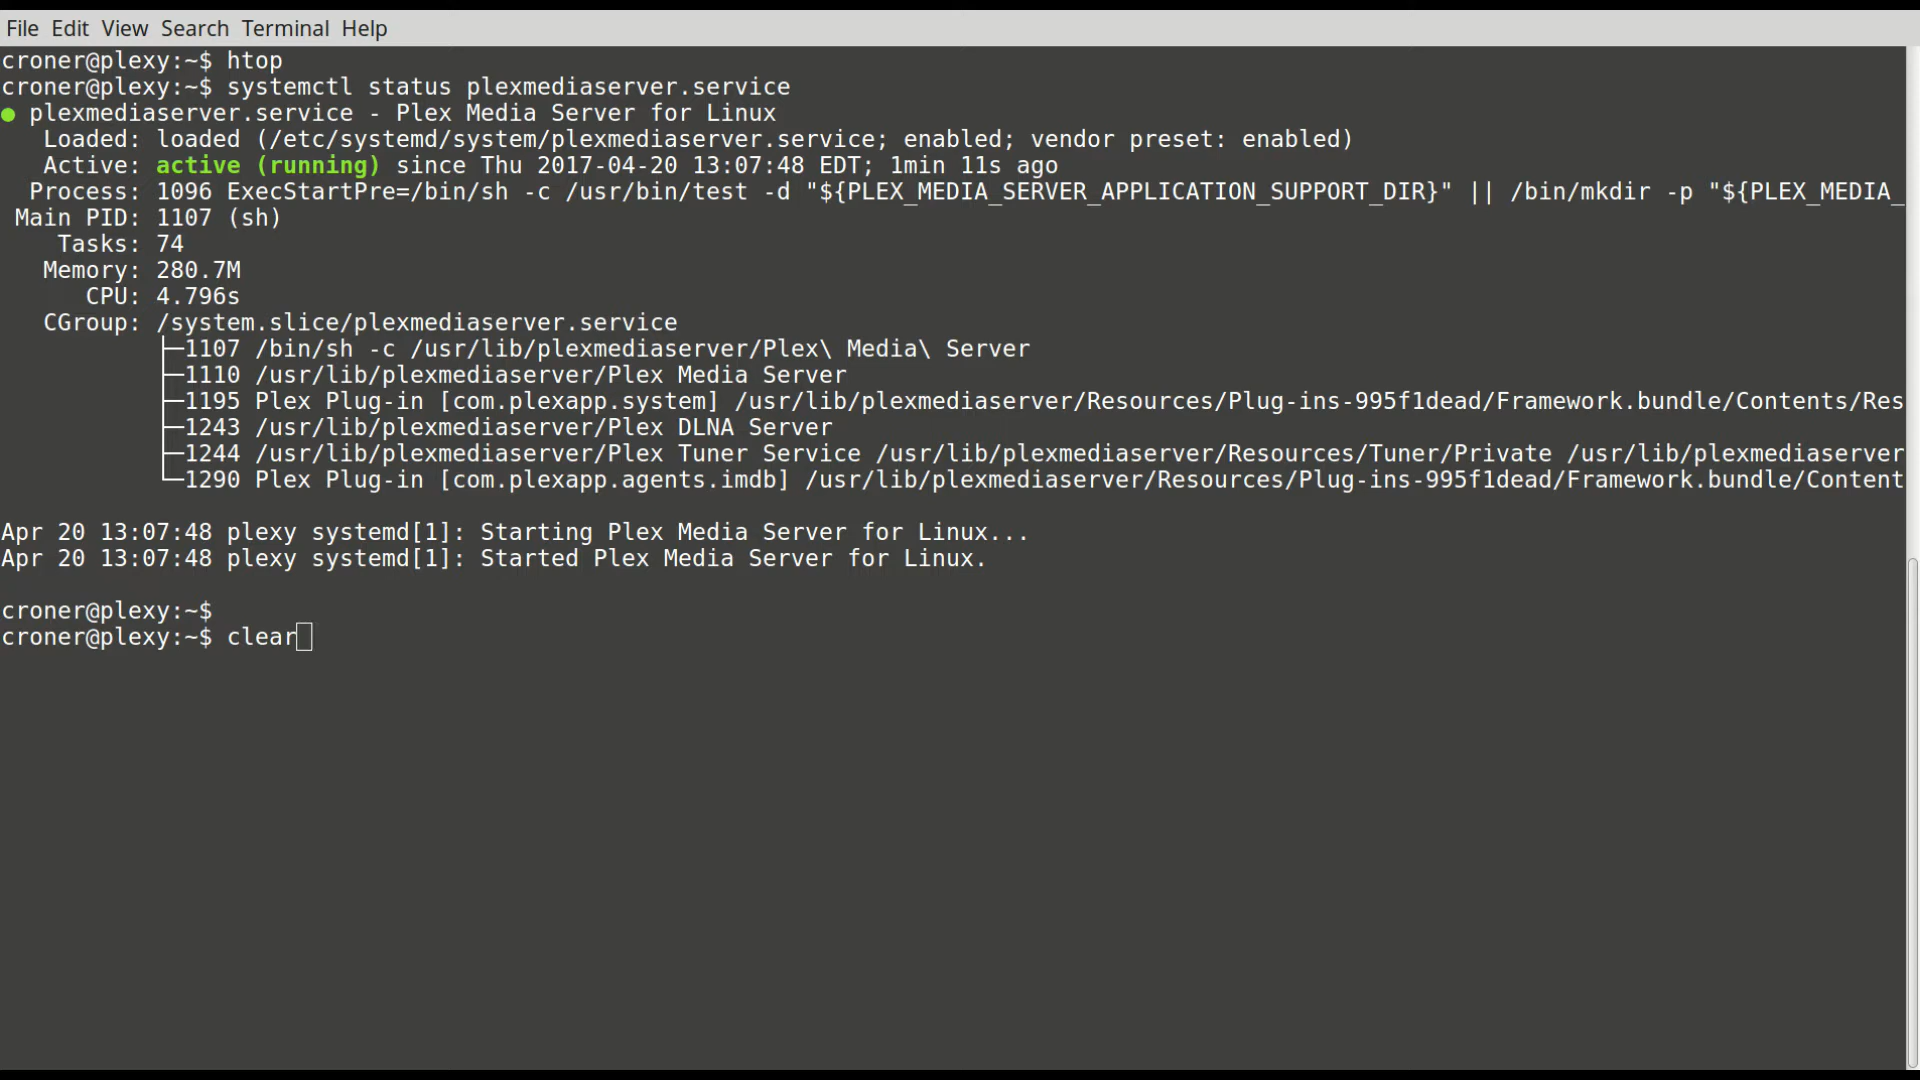 File Edit View Search Terminal Help
croner@plexy:~$ htop
croner@plexy:~$ systemctl status plexmediaserver.service
● plexmediaserver.service - Plex Media Server for Linux
   Loaded: loaded (/etc/systemd/system/plexmediaserver.service; enabled; vendor preset: enabled)
   Active: active (running) since Thu 2017-04-20 13:07:48 EDT; 1min 11s ago
  Process: 1096 ExecStartPre=/bin/sh -c /usr/bin/test -d "${PLEX_MEDIA_SERVER_APPLICATION_SUPPORT_DIR}" || /bin/mkdir -p "${PLEX_MEDIA_
 Main PID: 1107 (sh)
    Tasks: 74
   Memory: 280.7M
      CPU: 4.796s
   CGroup: /system.slice/plexmediaserver.service
           ├─1107 /bin/sh -c /usr/lib/plexmediaserver/Plex\ Media\ Server
           ├─1110 /usr/lib/plexmediaserver/Plex Media Server
           ├─1195 Plex Plug-in [com.plexapp.system] /usr/lib/plexmediaserver/Resources/Plug-ins-995f1dead/Framework.bundle/Contents/Res
           ├─1243 /usr/lib/plexmediaserver/Plex DLNA Server
           ├─1244 /usr/lib/plexmediaserver/Plex Tuner Service /usr/lib/plexmediaserver/Resources/Tuner/Private /usr/lib/plexmediaserver
           └─1290 Plex Plug-in [com.plexapp.agents.imdb] /usr/lib/plexmediaserver/Resources/Plug-ins-995f1dead/Framework.bundle/Content
Apr 20 13:07:48 plexy systemd[1]: Starting Plex Media Server for Linux...
Apr 20 13:07:48 plexy systemd[1]: Started Plex Media Server for Linux.
croner@plexy:~$
croner@plexy:~$ clear